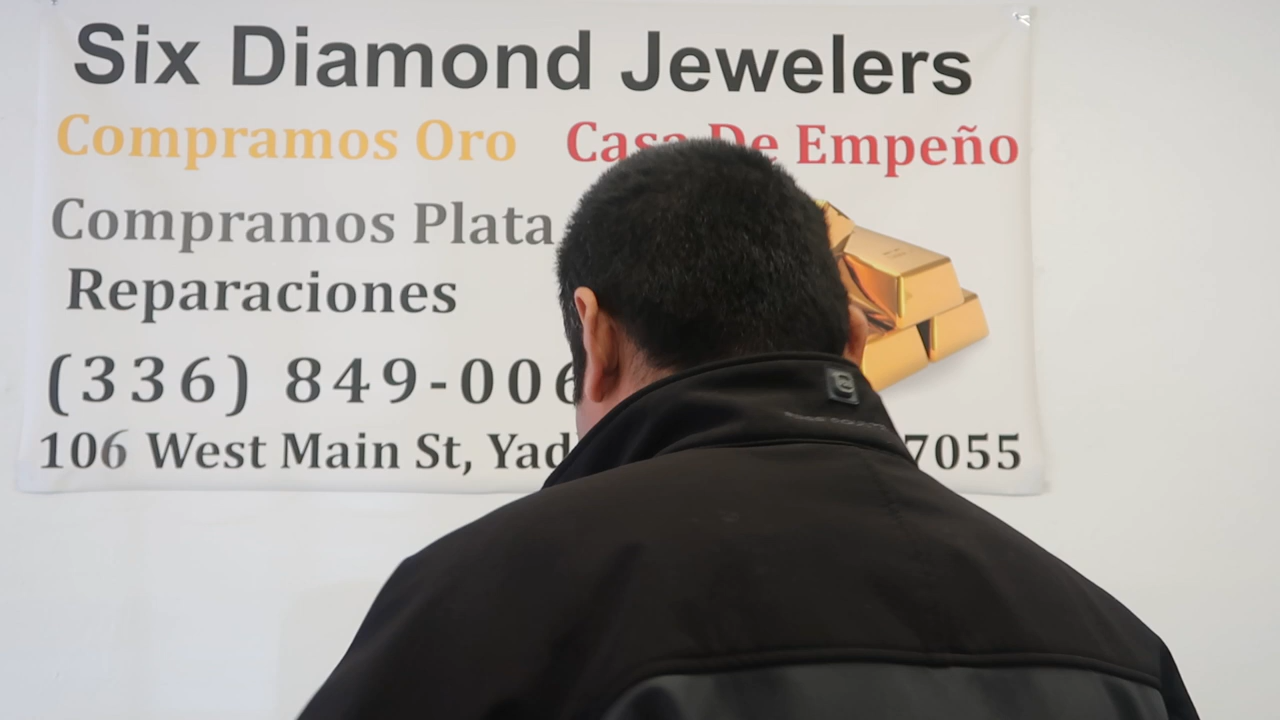 Six Diamond Jewelers
Compramos Oro Casa De Empeño
Compramos Plata
Reparaciones
(336) 849-006
106 West Main St, Yad 7055